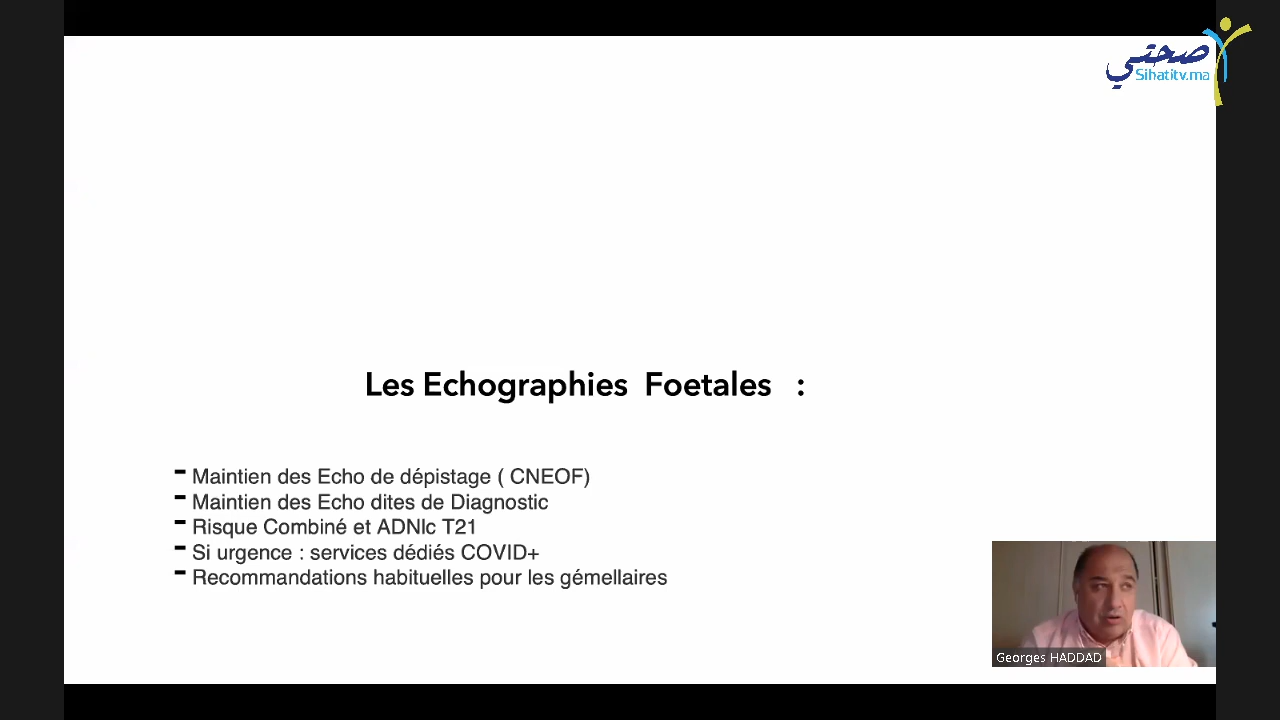 صحتي
Sihatitv.ma
Les Echographies Foetales :
- Maintien des Echo de dépistage ( CNEOF)
- Maintien des Echo dites de Diagnostic
- Risque Combiné et ADNlc T21
- Si urgence : services dédiés COVID+
- Recommandations habituelles pour les gémellaires
Georges HADDAD